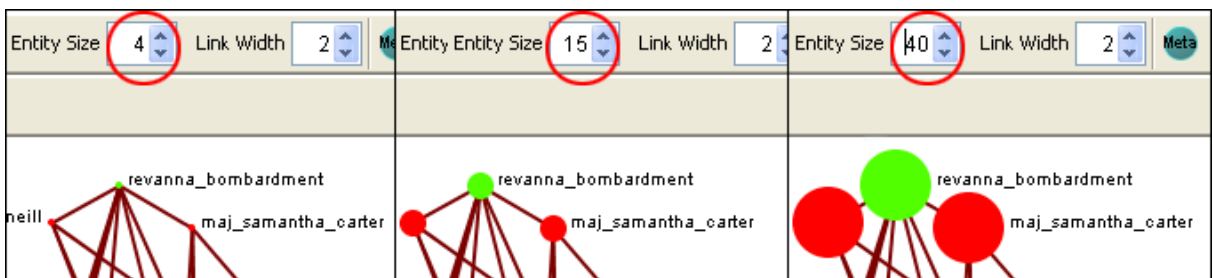 Entity Size 4 Link Width 2 Me
Entity Entity Size 15 Link Width 2
Entity Size 40 Link Width 2 Meta
revanna_bombardment
neill
maj_samantha_carter
revanna_bombardment
maj_samantha_carter
revanna_bombardment
maj_samantha_carter